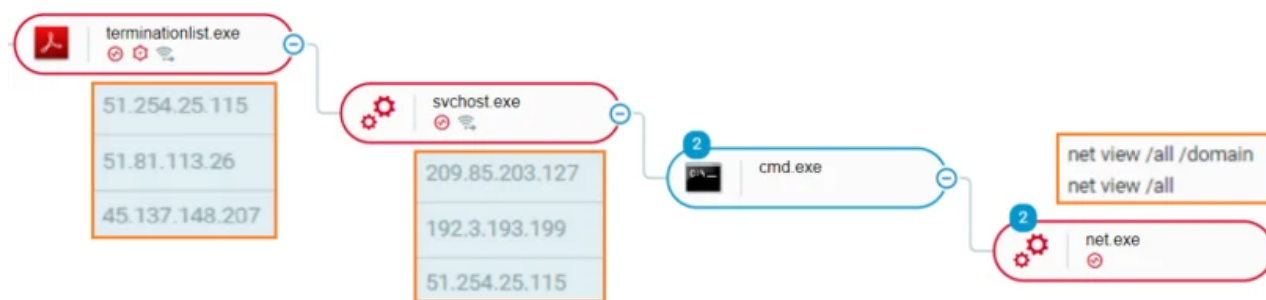 terminationlist.exe
51.254.25.115
51.81.113.26
45.137.148.207
svchost.exe
209.85.203.127
192.3.193.199
51.254.25.115
2
cmd.exe
net view /all /domain
net view /all
2
net.exe